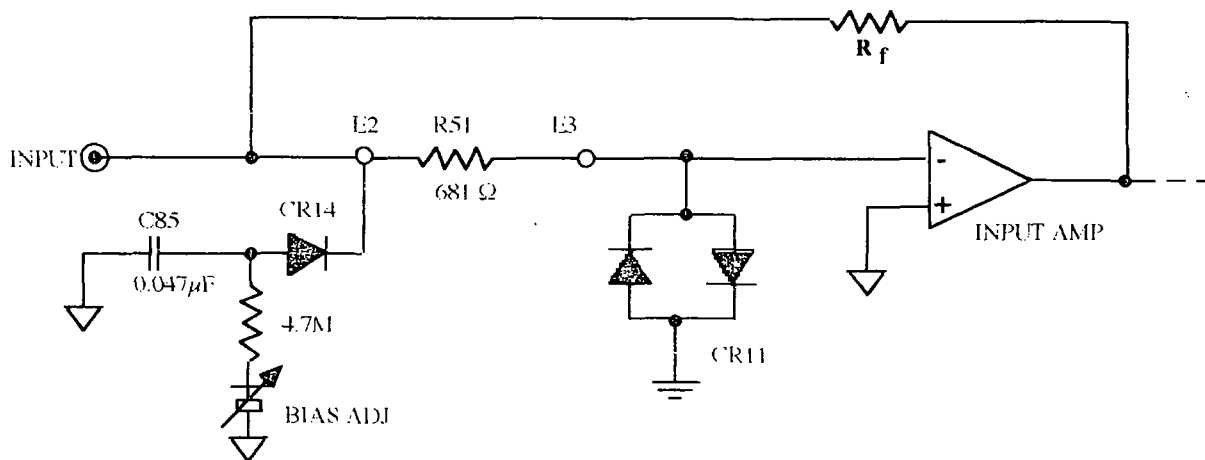 R f
E2 R51 E3
INPUT
681 Ω
-
+
INPUT AMP
C85 CR14
0.047µF
4.7M
CR11
BIAS ADJ